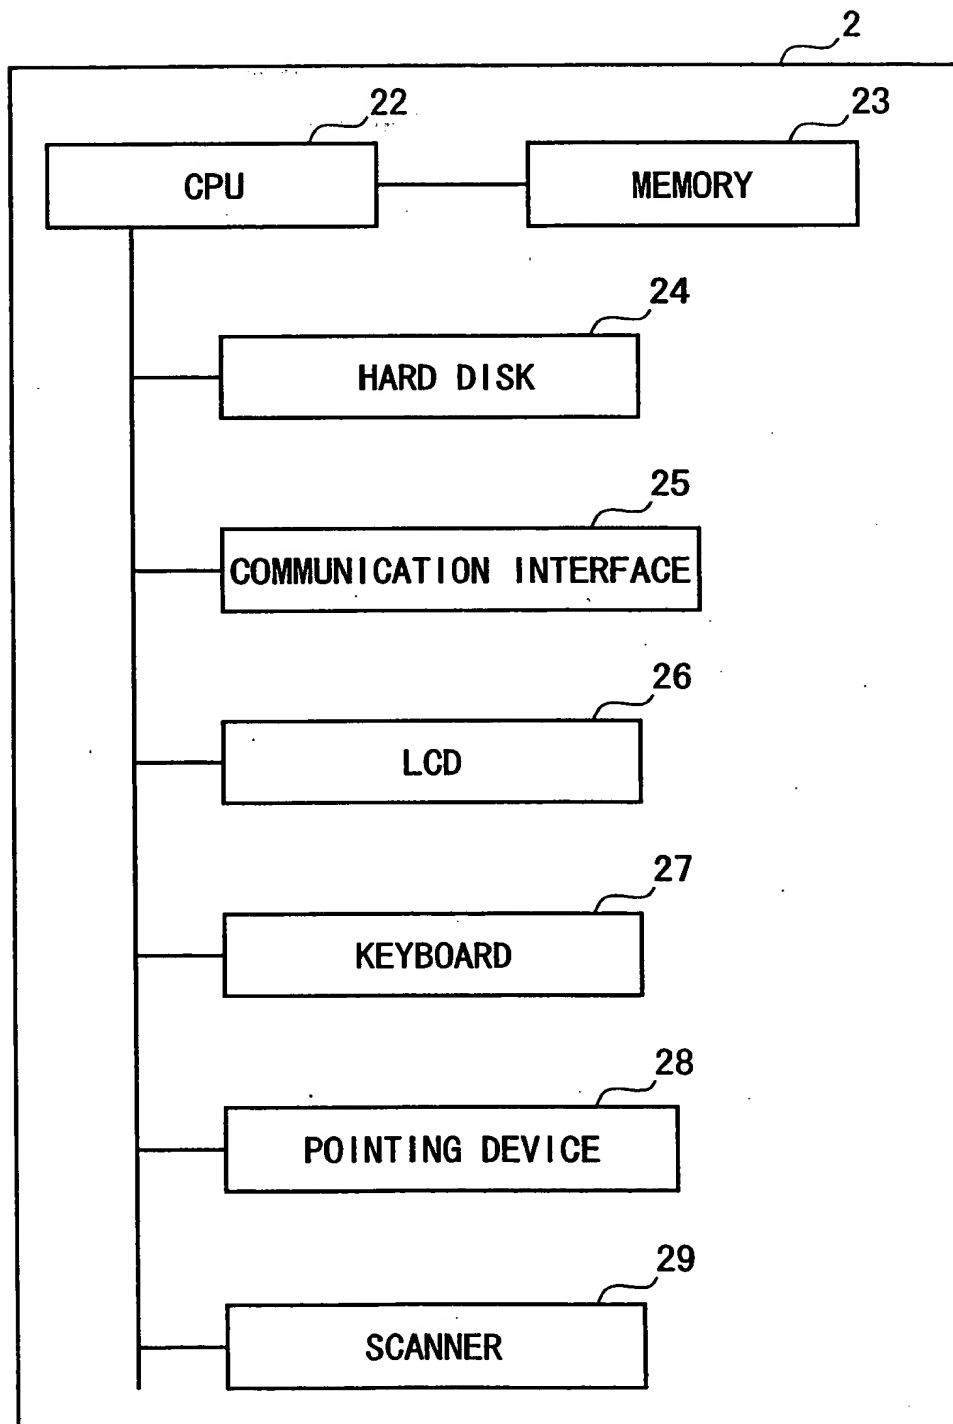 2
22
23
CPU
MEMORY
24
HARD DISK
25
COMMUNICATION INTERFACE
26
LCD
27
KEYBOARD
28
POINTING DEVICE
29
SCANNER